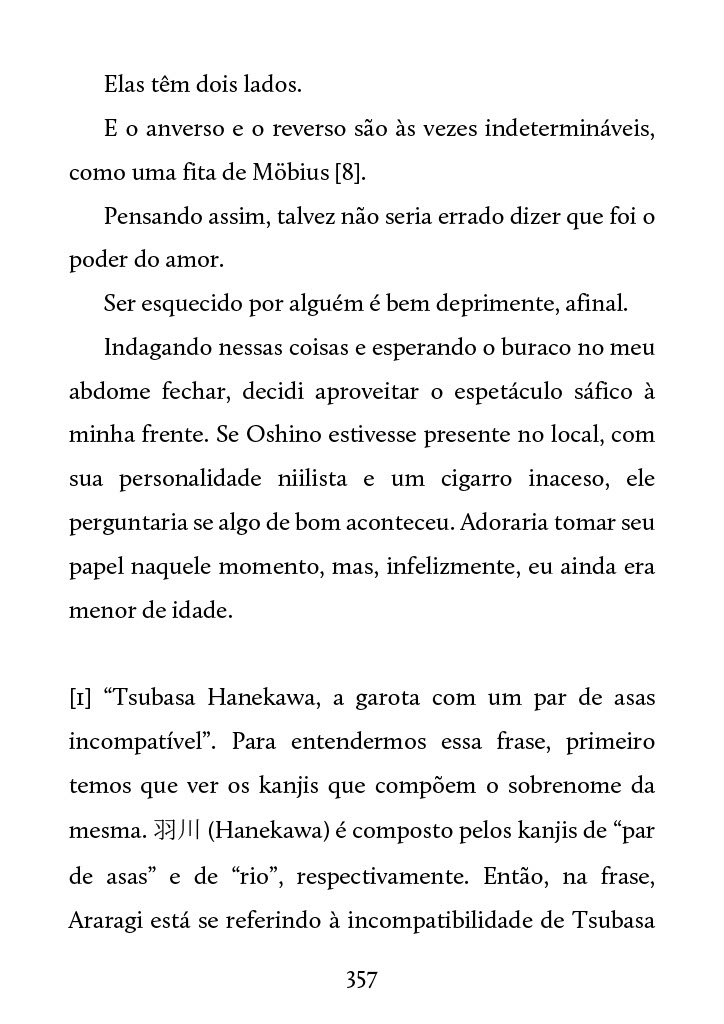 Elas têm dois lados.
E o anverso e o reverso são às vezes indetermináveis,
como uma fita de Möbius [8].
Pensando assim, talvez não seria errado dizer que foi o
poder do amor.
Ser esquecido por alguém é bem deprimente, afinal.
Indagando nessas coisas e esperando o buraco no meu
abdome fechar, decidi aproveitar o espetáculo sáfico à
minha frente. Se Oshino estivesse presente no local, com
sua personalidade niilista e um cigarro inaceso, ele
perguntaria se algo de bom aconteceu. Adoraria tomar seu
papel naquele momento, mas, infelizmente, eu ainda era
menor de idade.
[1] “Tsubasa Hanekawa, a garota com um par de asas
incompatível”. Para entendermos essa frase, primeiro
temos que ver os kanjis que compõem o sobrenome da
mesma. 羽川 (Hanekawa) é composto pelos kanjis de “par
de asas” e de “rio”, respectivamente. Então, na frase,
Araragi está se referindo à incompatibilidade de Tsubasa
357